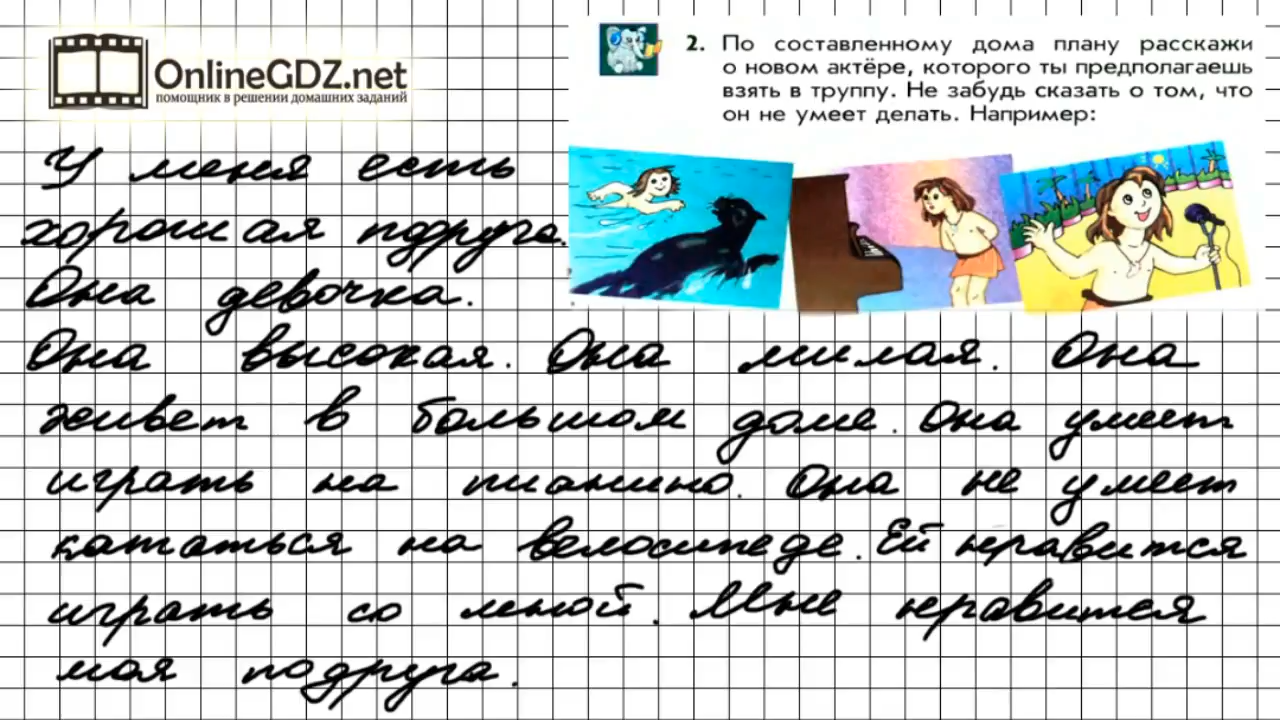 OnlineGDZ.net
помощник в решении домашних заданий
2. По составленному дома плану расскажи
о новом актёре, которого ты предполагаешь
взять в труппу. Не забудь сказать о том, что
он не умеет делать. Например:
У меня есть
хорошая подруга.
Она девочка.
Она высокая. Она милая. Она
живет в большом доме. Она умеет
играть на пианино. Она не умеет
кататься на велосипеде. Ей нравится
играть со мной. Мне нравится
моя подруга.